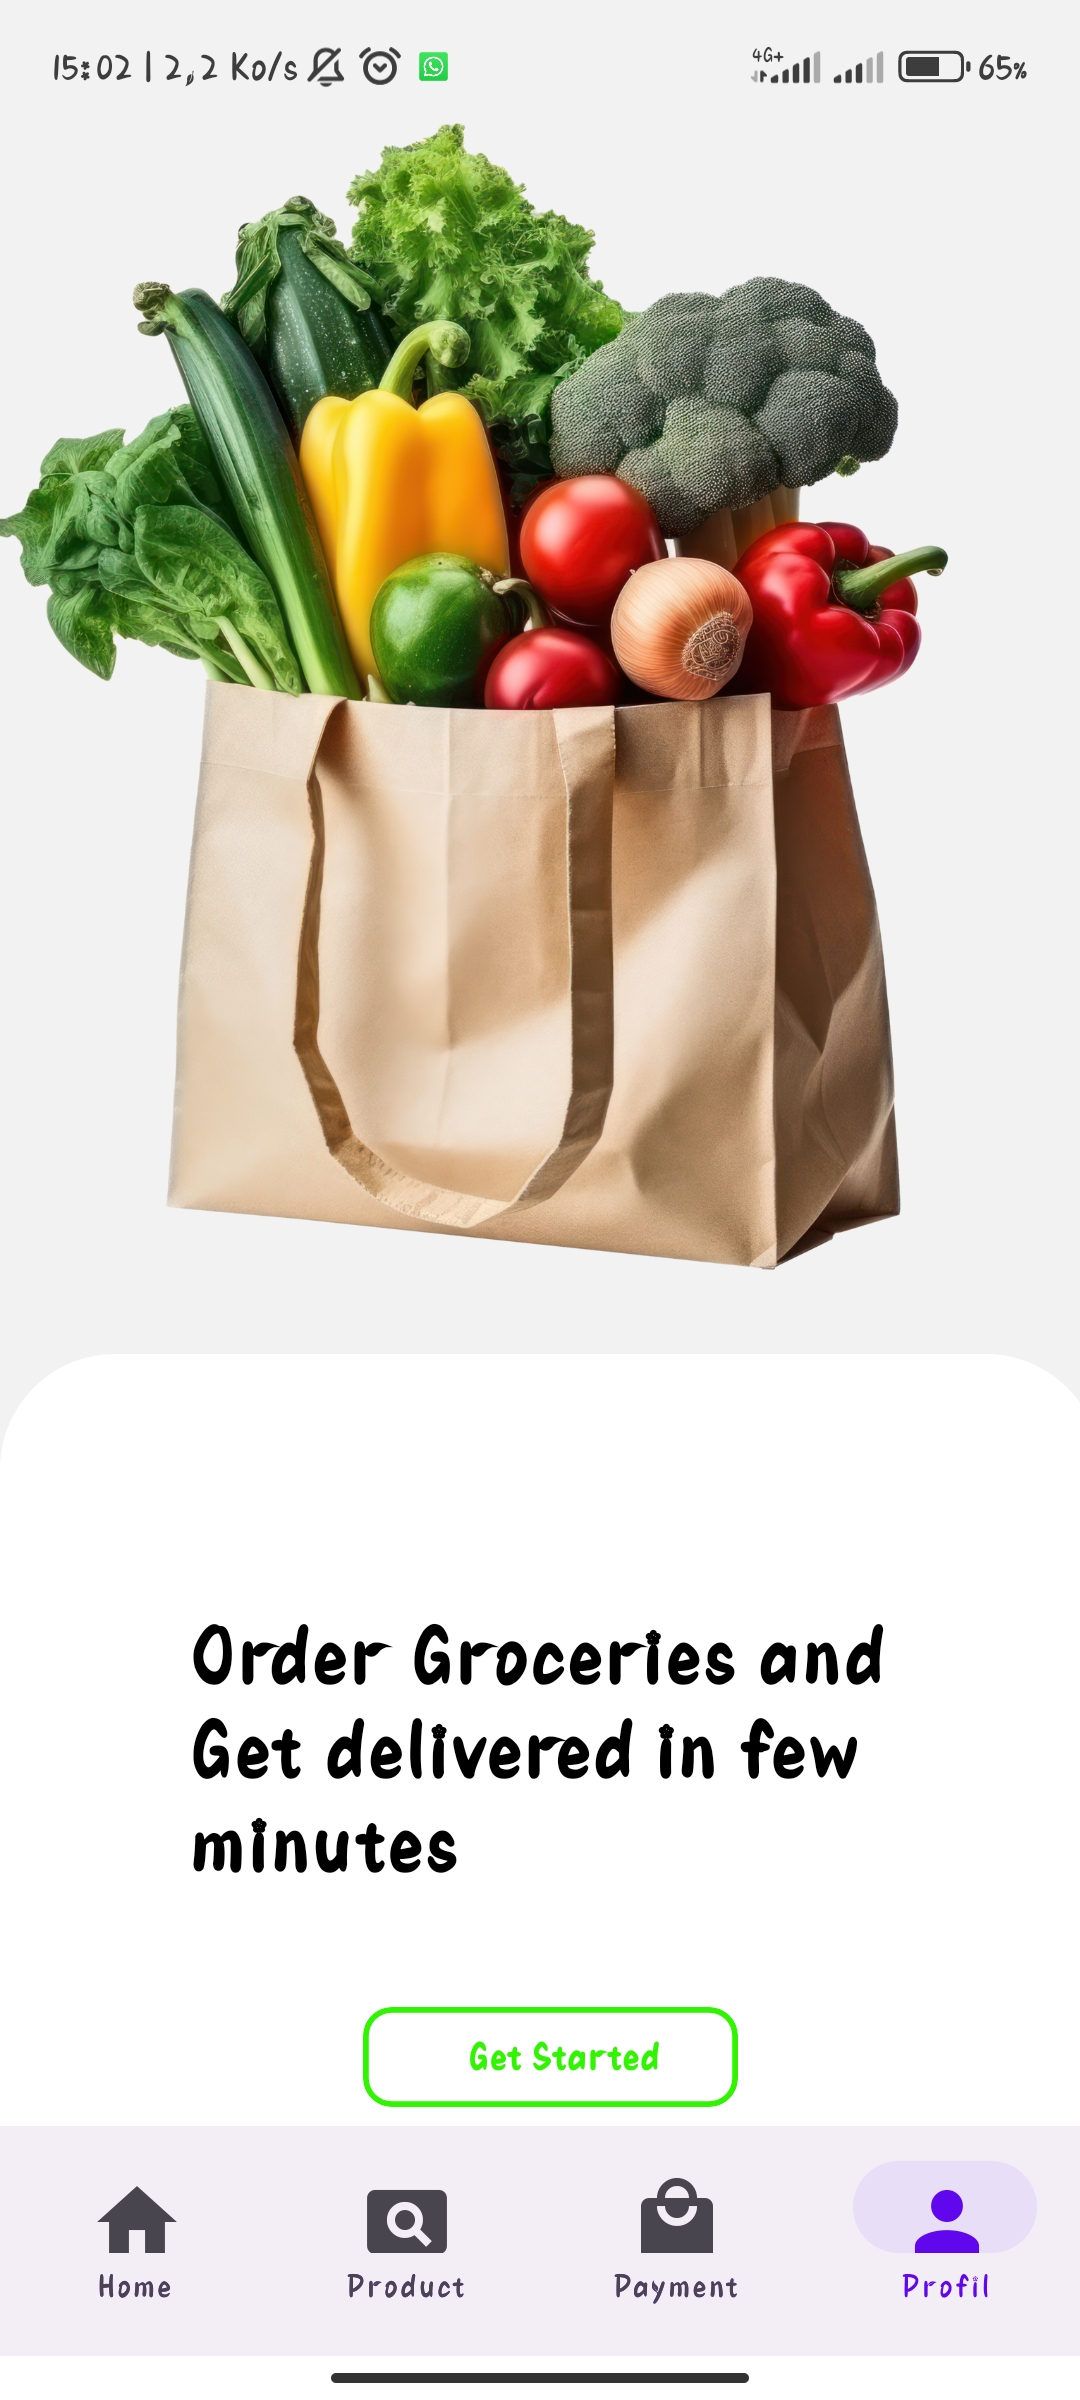 15:02 | 2,2 Ko/s
4G+
65%
Order Groceries and
Get delivered in few
minutes
Get Started
Home
Product
Payment
Profil